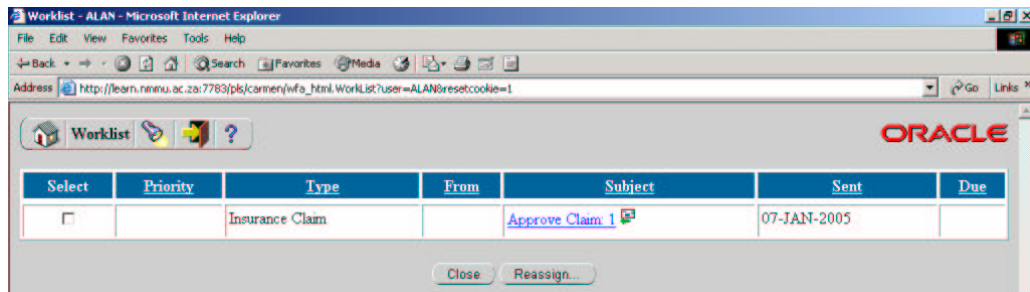 Worklist - ALAN - Microsoft Internet Explorer
File Edit View Favorites Tools Help
Back Search Favorites Media
Address http://learn.nmmu.ac.za:7783/pls/carmen/wfa_html.WorkList?user=ALAN&resetcookie=1 Go Links »
Worklist ? ORACLE
Select Priority Type From Subject Sent Due
Insurance Claim Approve Claim: 1 07-JAN-2005
Close Reassign...